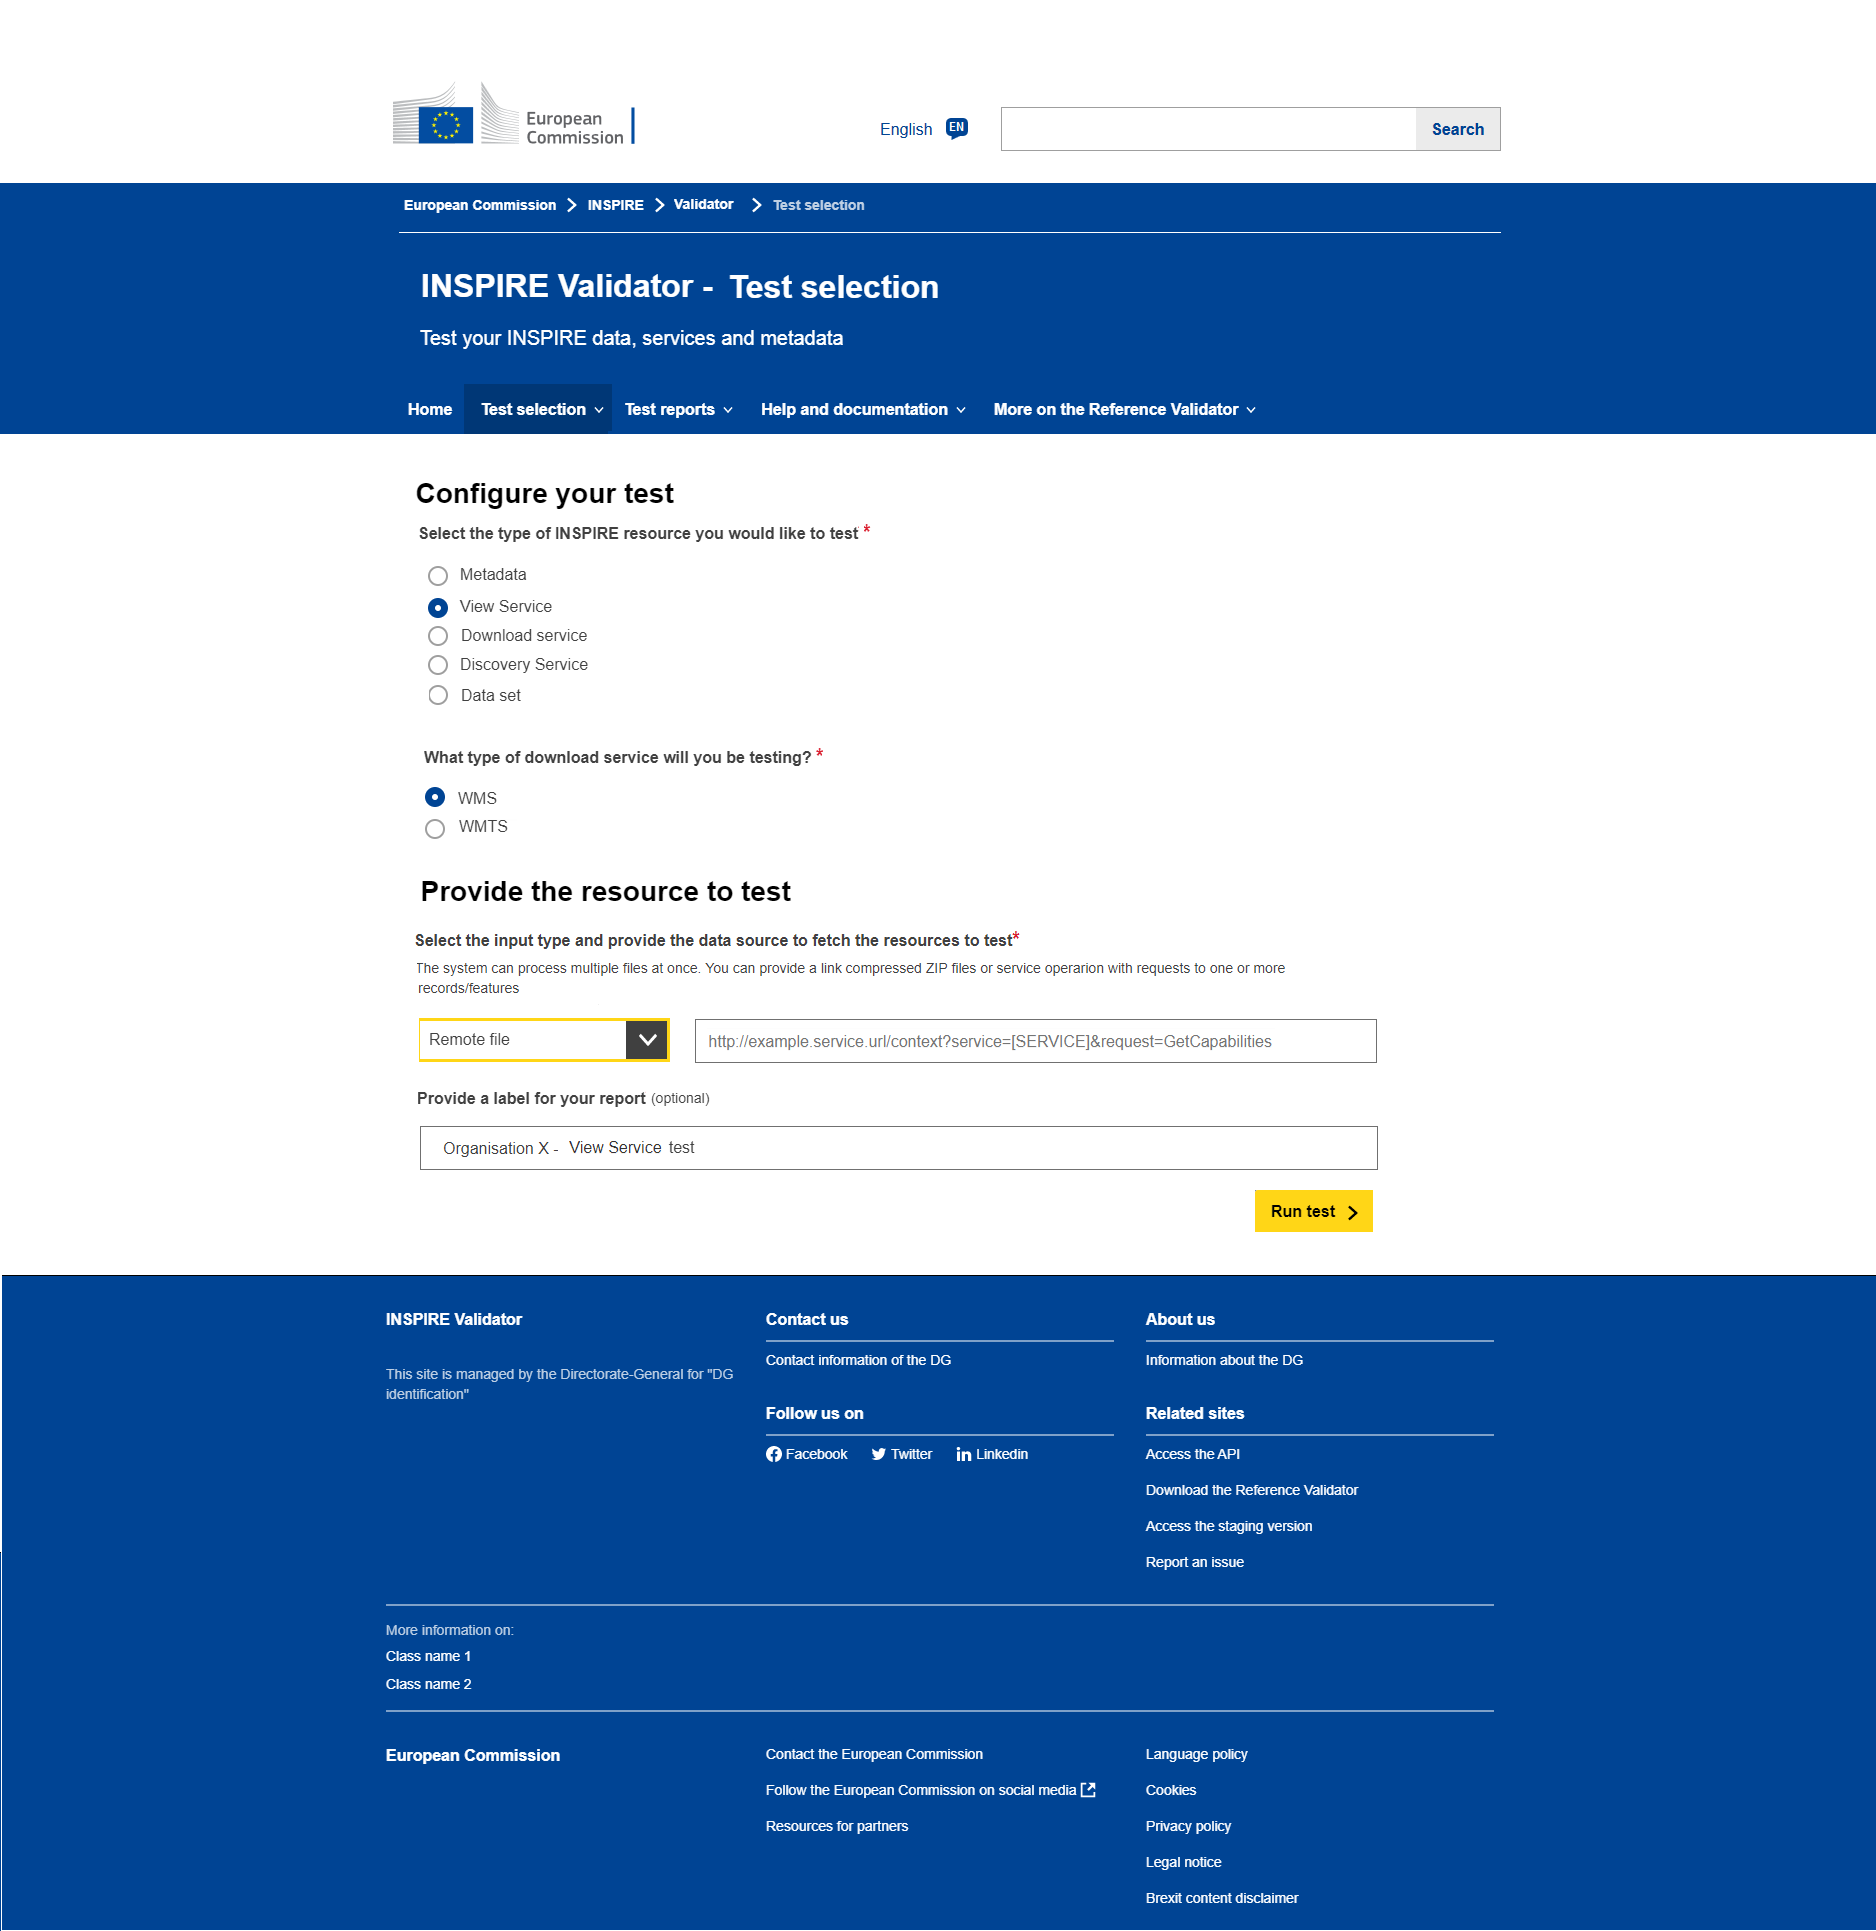 European
Commission
English EN
Search
European Commission INSPIRE Validator Test selection
INSPIRE Validator - Test selection
Test your INSPIRE data, services and metadata
Home Test selection Test reports Help and documentation More on the Reference Validator
Configure your test
Select the type of INSPIRE resource you would like to test *
Metadata
View Service
Download service
Discovery Service
Data set
What type of download service will you be testing? *
WMS
WMTS
Provide the resource to test
Select the input type and provide the data source to fetch the resources to test*
The system can process multiple files at once. You can provide a link compressed ZIP files or service operarion with requests to one or more
records/features
Remote file http://example.service.url/context?service=[SERVICE]&request=GetCapabilities
Provide a label for your report (optional)
Organisation X - View Service test
Run test
INSPIRE Validator
This site is managed by the Directorate-General for "DG
identification"
Contact us
Contact information of the DG
Follow us on
Facebook Twitter Linkedin
About us
Information about the DG
Related sites
Access the API
Download the Reference Validator
Access the staging version
Report an issue
More information on:
Class name 1
Class name 2
European Commission
Contact the European Commission
Follow the European Commission on social media
Resources for partners
Language policy
Cookies
Privacy policy
Legal notice
Brexit content disclaimer